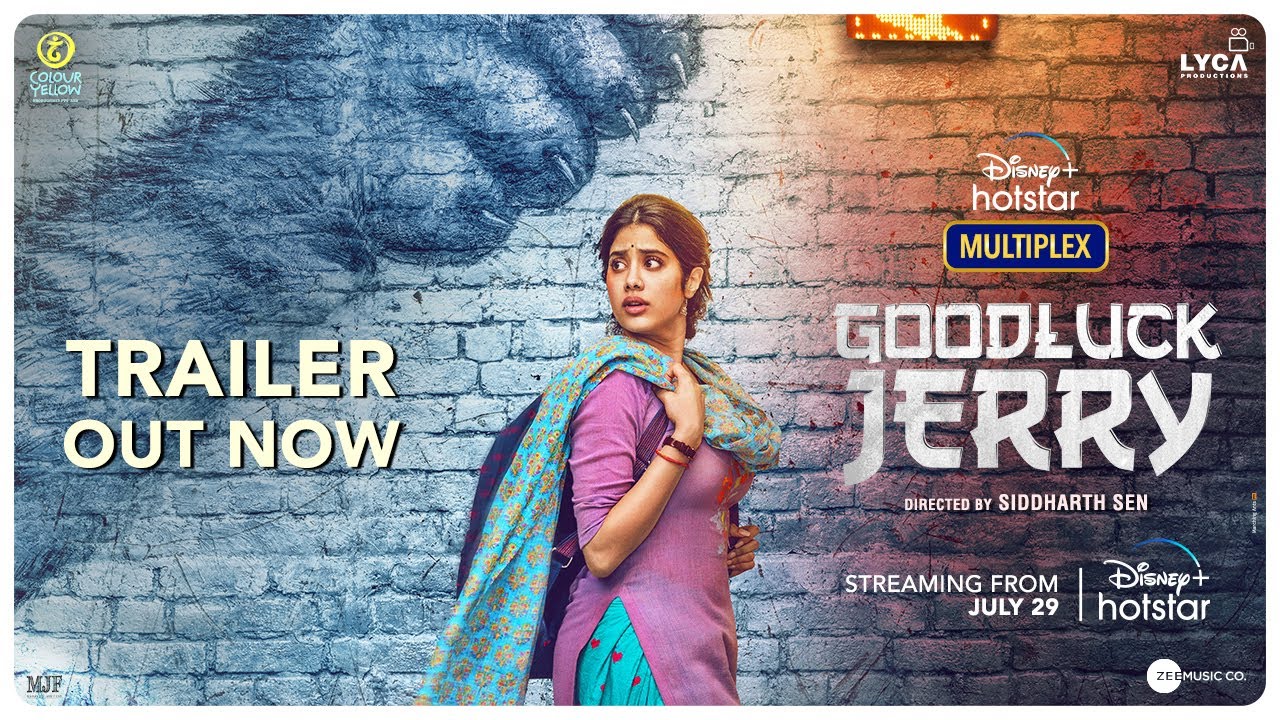 COLOUR
YELLOW
LYCA
PRODUCTIONS
Disney+
hotstar
MULTIPLEX
GOODLUCK
JERRY
TRAILER
OUT NOW
DIRECTED BY SIDDHARTH SEN
STREAMING FROM
JULY 29
Disney+
hotstar
MJF
ZEE MUSIC CO.